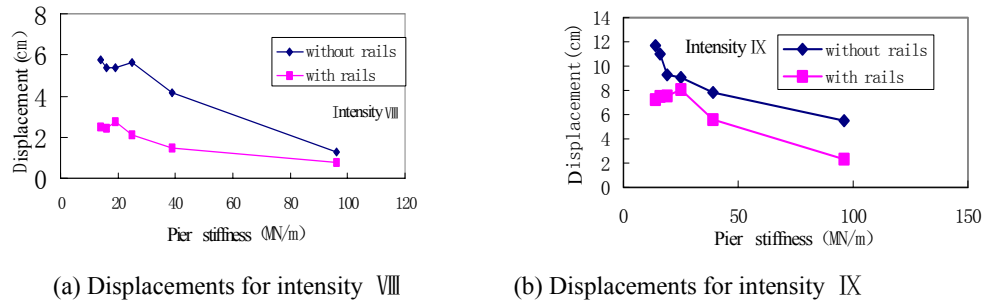 8
6
4
2
0
Displacement (cm)
without rails
with rails
Intensity Ⅷ
0 20 40 60 80 100 120
Pier stiffness (MN/m)
(a) Displacements for intensity Ⅷ
14
12
10
8
6
4
2
0
Displacement (cm)
Intensity Ⅸ
without rails
with rails
0 50 100 150
Pier stiffness (MN/m)
(b) Displacements for intensity Ⅸ